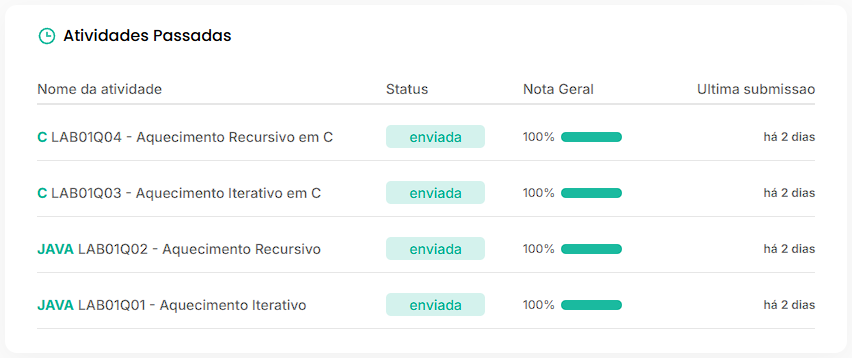 Atividades Passadas
Nome da atividade Status Nota Geral Ultima submissao
C LAB01Q04 - Aquecimento Recursivo em C enviada 100% há 2 dias
C LAB01Q03 - Aquecimento Iterativo em C enviada 100% há 2 dias
JAVA LAB01Q02 - Aquecimento Recursivo enviada 100% há 2 dias
JAVA LAB01Q01 - Aquecimento Iterativo enviada 100% há 2 dias